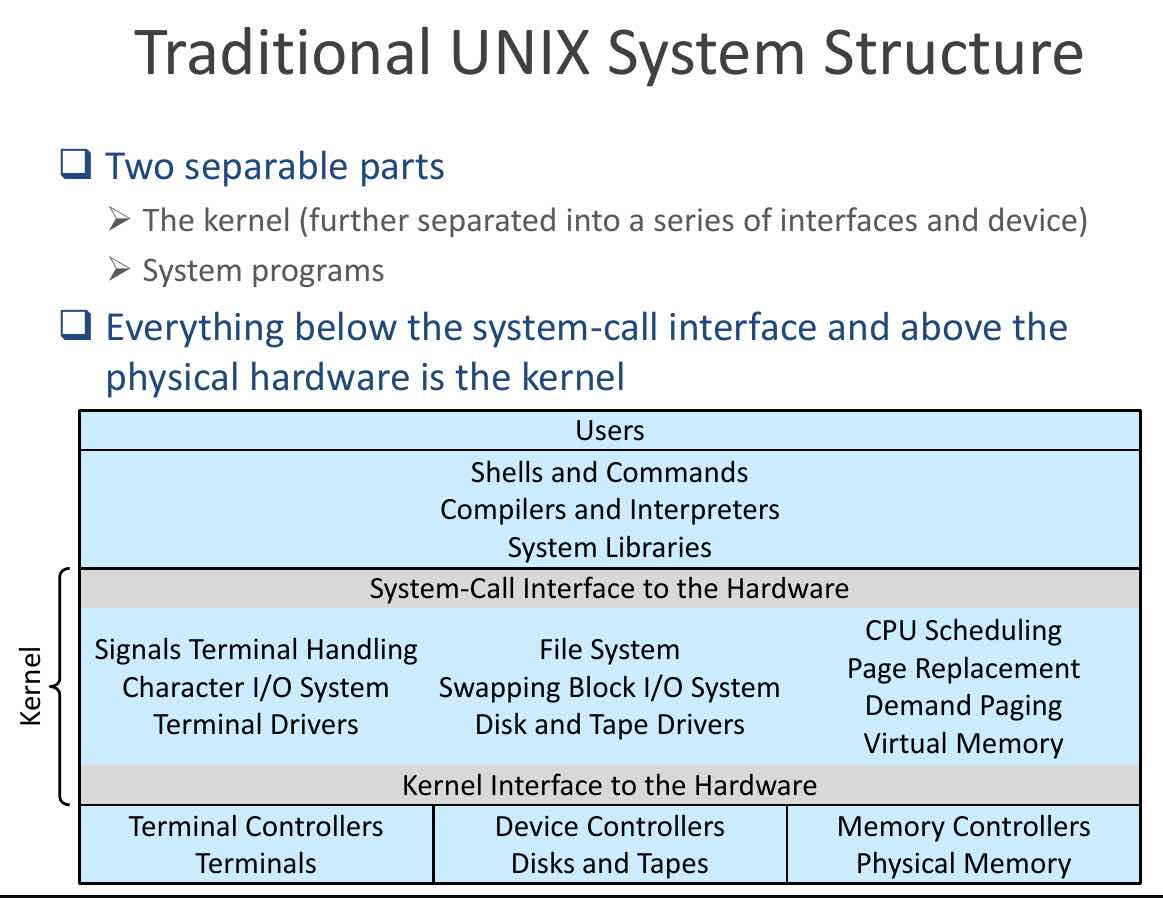 Traditional UNIX System Structure
Two separable parts
The kernel (further separated into a series of interfaces and device)
System programs
Everything below the system-call interface and above the
physical hardware is the kernel
Users
Shells and Commands
Compilers and Interpreters
System Libraries
Kernel
System-Call Interface to the Hardware
Signals Terminal Handling
Character I/O System
Terminal Drivers
File System
Swapping Block I/O System
Disk and Tape Drivers
CPU Scheduling
Page Replacement
Demand Paging
Virtual Memory
Kernel Interface to the Hardware
Terminal Controllers
Terminals
Device Controllers
Disks and Tapes
Memory Controllers
Physical Memory